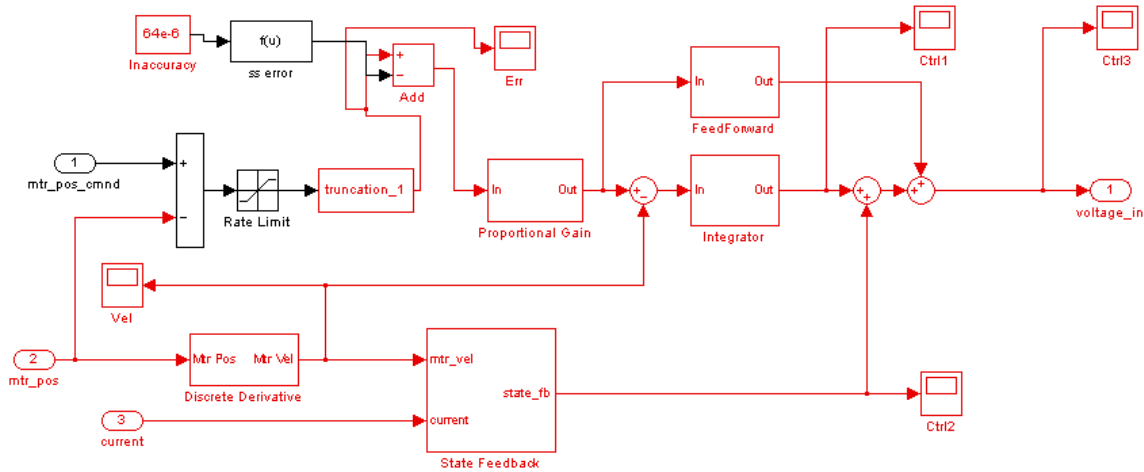 64e-6
Inaccuracy
f(u)
ss error
+
−
Add
Err
Ctrl1
Ctrl3
In
Out
FeedForward
1
mtr_pos_cmnd
+
−
Rate Limit
truncation_1
In
Out
Proportional Gain
+
−
In
Out
Integrator
+
+
+
+
1
voltage_in
Vel
2
mtr_pos
Mtr Pos
Mtr Vel
Discrete Derivative
mtr_vel
current
state_fb
State Feedback
3
current
Ctrl2